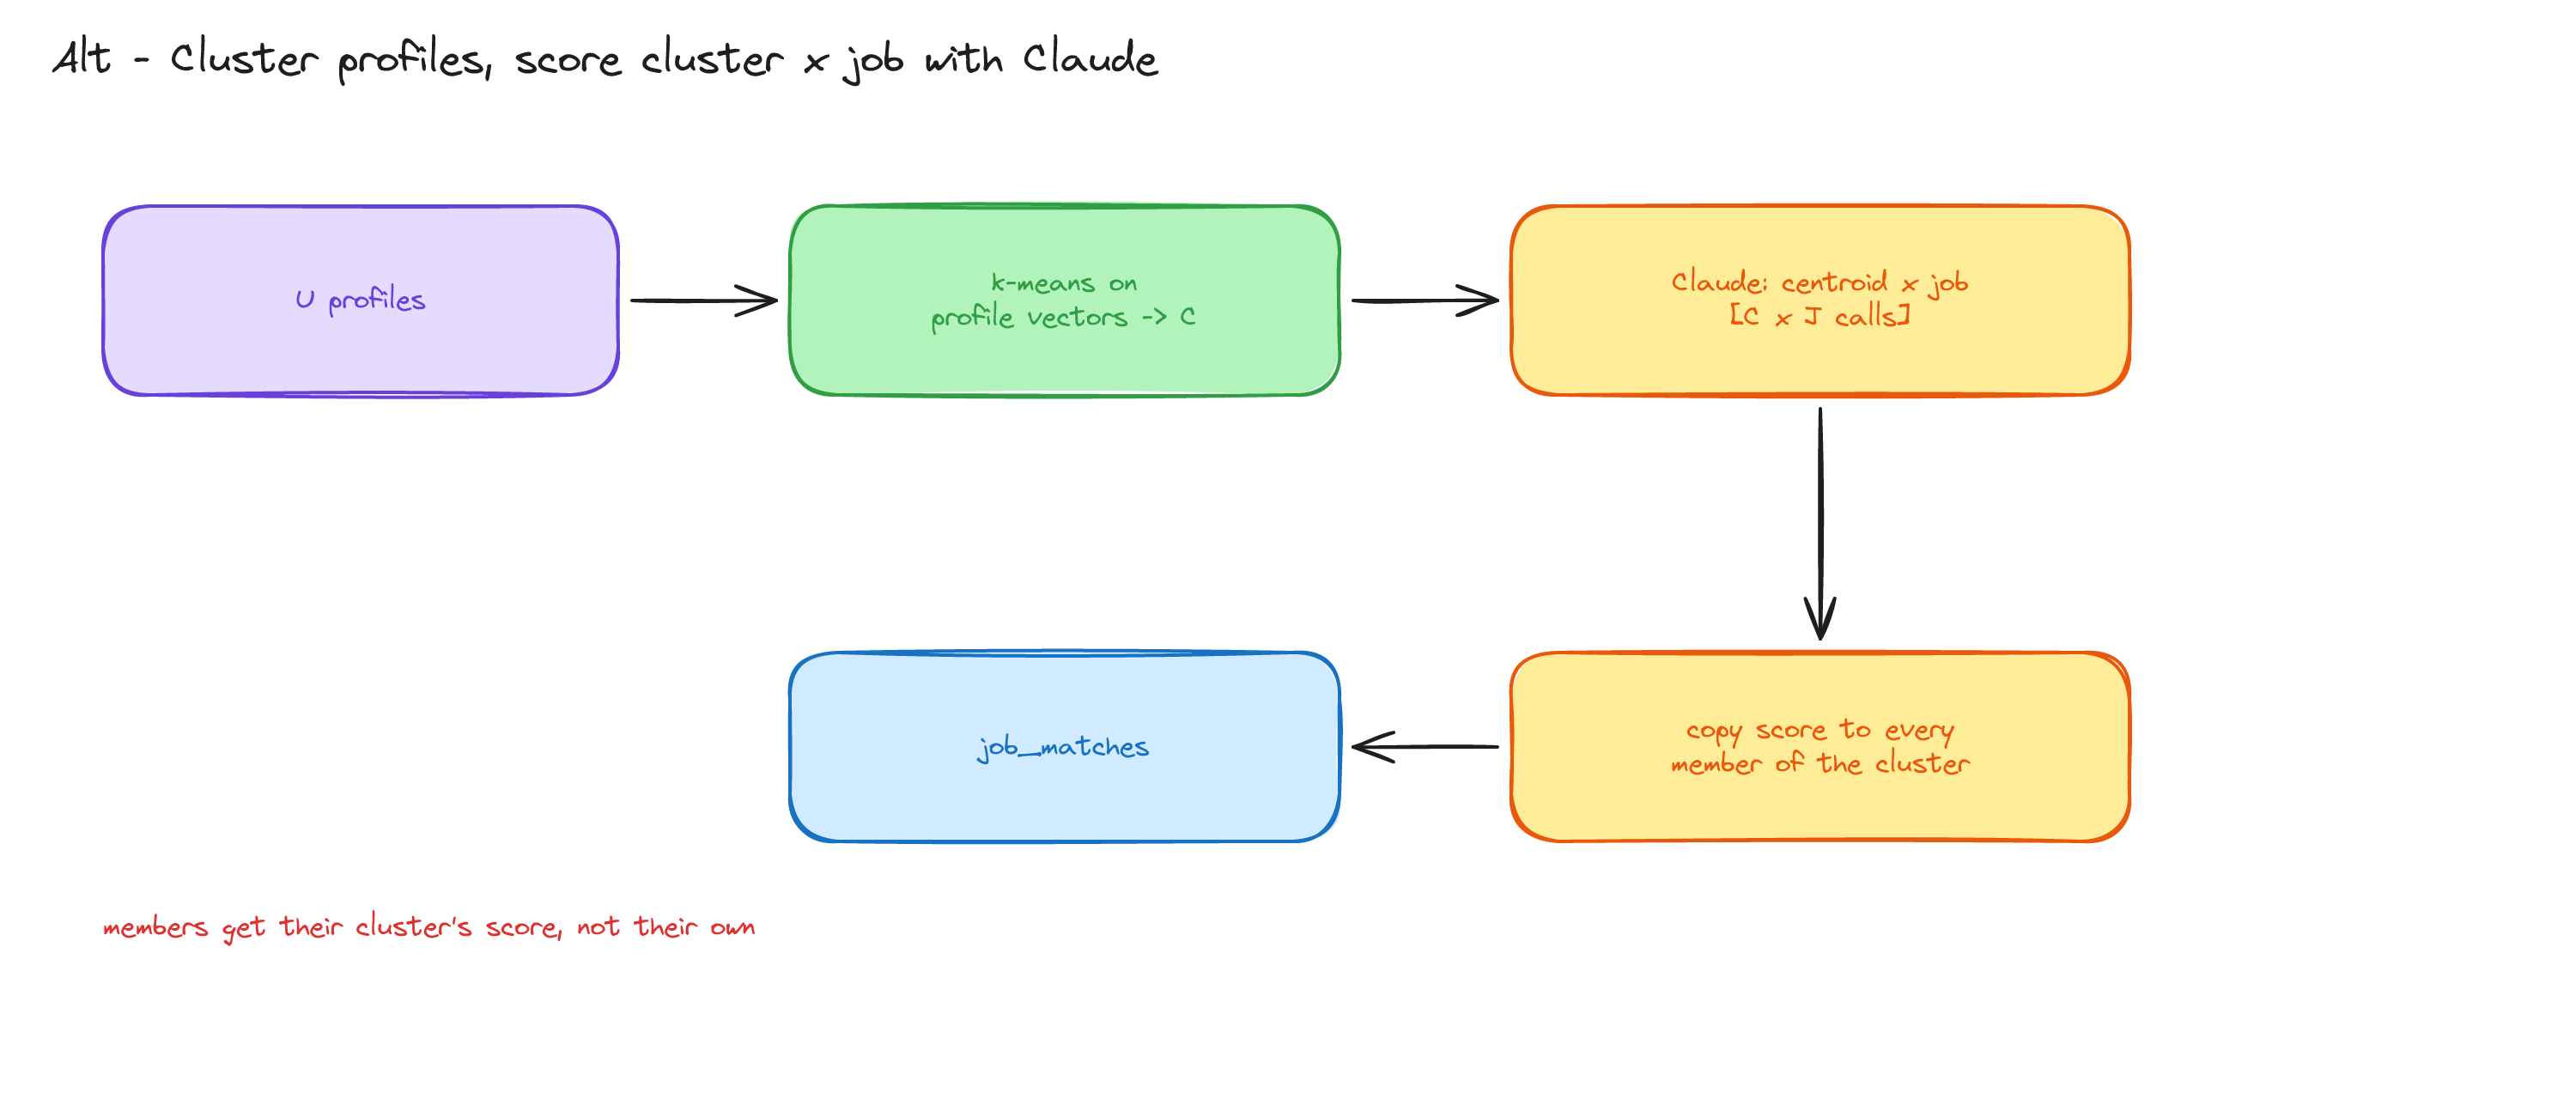 Alt - Cluster profiles, score cluster x job with Claude
U profiles
k-means on
profile vectors -> C
Claude: centroid x job
[C x J calls]
job_matches
copy score to every
member of the cluster
members get their cluster's score, not their own